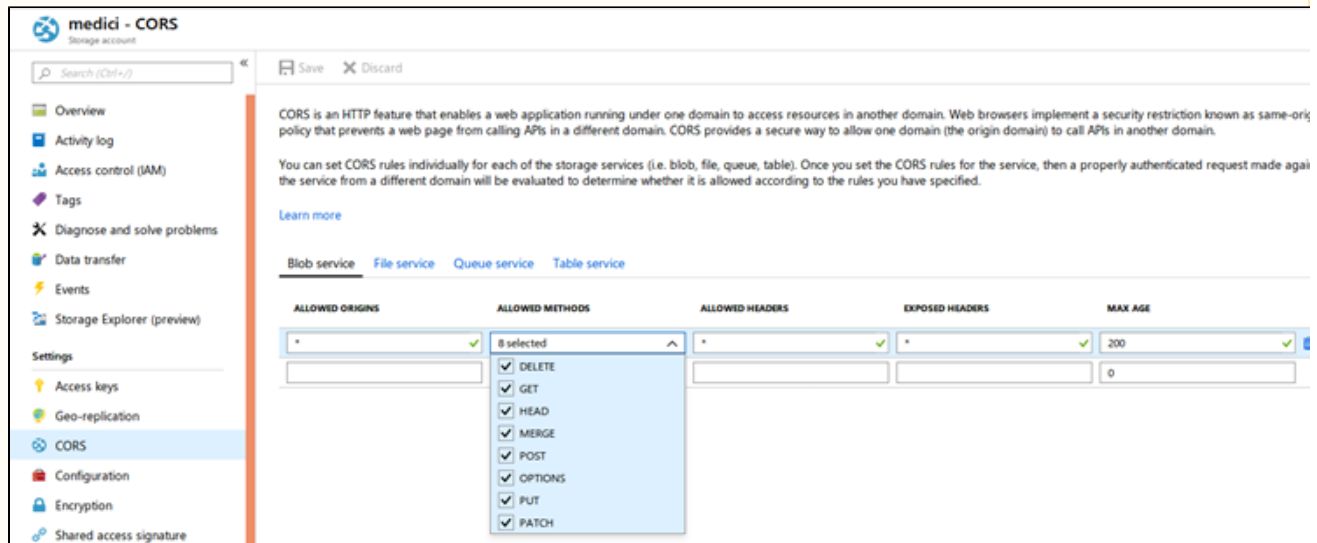 medici - CORS
Storage account
Search (Ctrl+/)
«
Save Discard
Overview
Activity log
Access control (IAM)
Tags
Diagnose and solve problems
Data transfer
Events
Storage Explorer (preview)
Settings
Access keys
Geo-replication
CORS
Configuration
Encryption
Shared access signature
CORS is an HTTP feature that enables a web application running under one domain to access resources in another domain. Web browsers implement a security restriction known as same-orig
policy that prevents a web page from calling APIs in a different domain. CORS provides a secure way to allow one domain (the origin domain) to call APIs in another domain.
You can set CORS rules individually for each of the storage services (i.e. blob, file, queue, table). Once you set the CORS rules for the service, then a properly authenticated request made agai
the service from a different domain will be evaluated to determine whether it is allowed according to the rules you have specified.
Learn more
Blob service File service Queue service Table service
ALLOWED ORIGINS ALLOWED METHODS ALLOWED HEADERS EXPOSED HEADERS MAX AGE
* 8 selected * * 200
0
DELETE
GET
HEAD
MERGE
POST
OPTIONS
PUT
PATCH